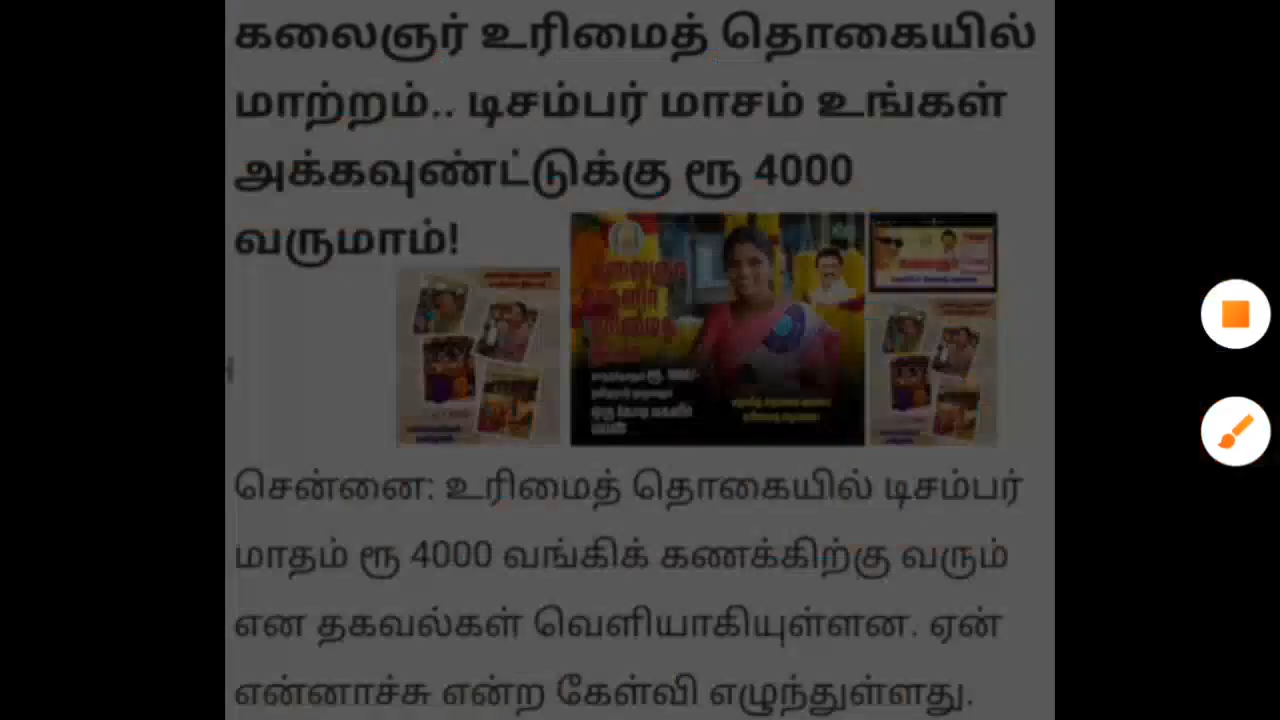 கலைஞர் உரிமைத் தொகையில்
மாற்றம்.. டிசம்பர் மாசம் உங்கள்
அக்கவுண்ட்டுக்கு ரூ 4000
வருமாம்!
சென்னை: உரிமைத் தொகையில் டிசம்பர்
மாதம் ரூ 4000 வங்கிக் கணக்கிற்கு வரும்
என தகவல்கள் வெளியாகியுள்ளன. ஏன்
என்னாச்சு என்ற கேள்வி எழுந்துள்ளது.